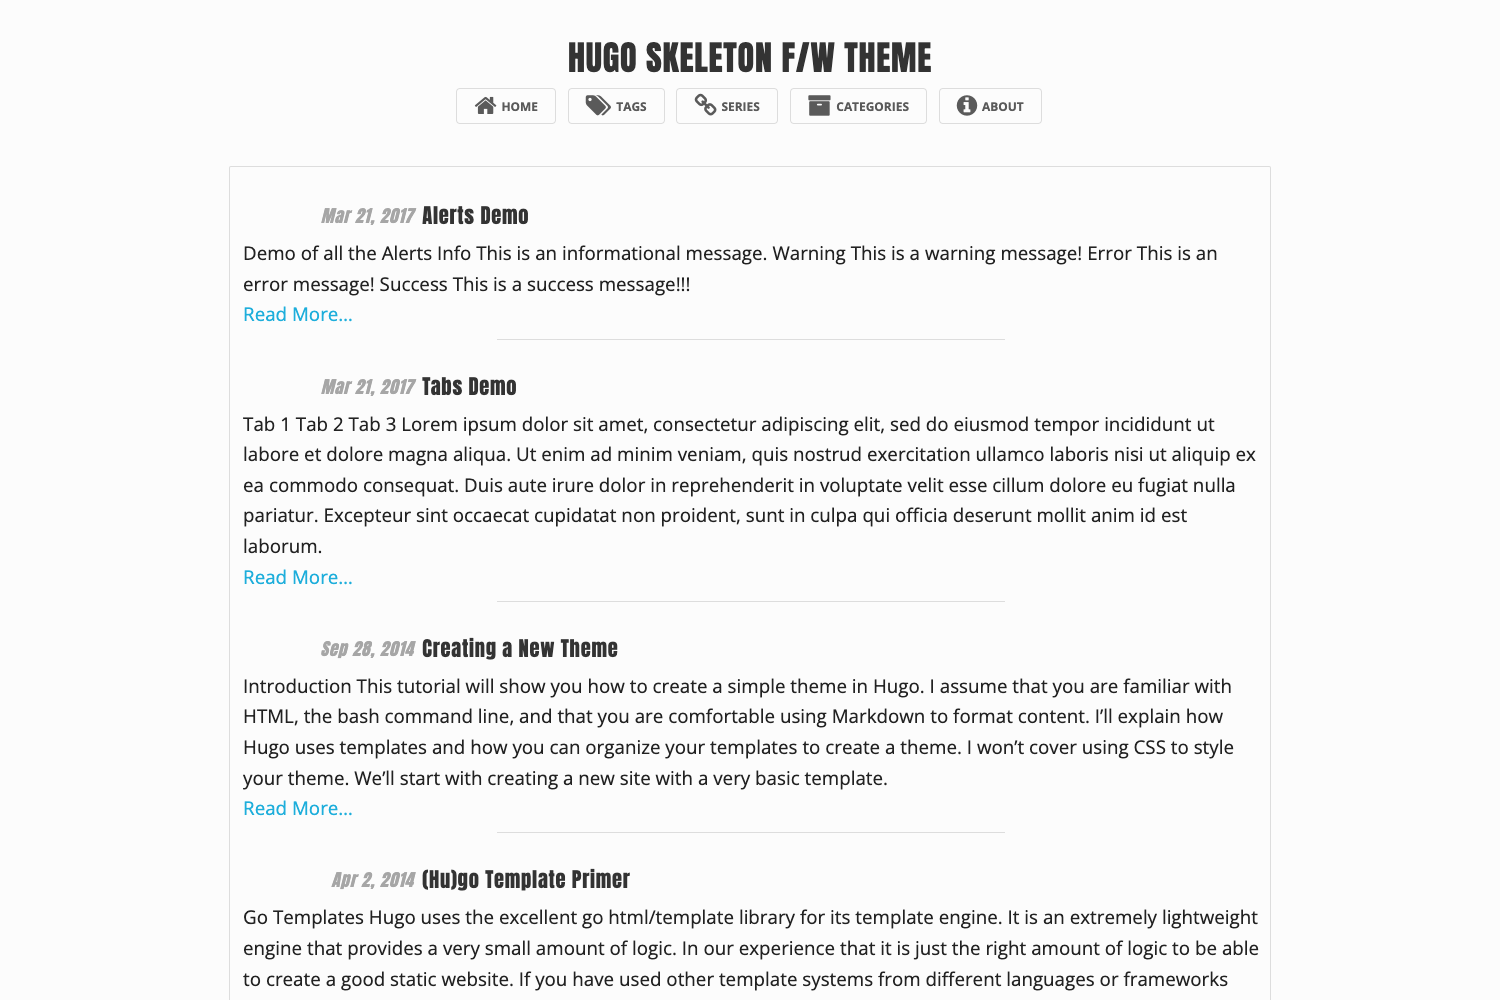 HUGO SKELETON F/W THEME
HOME TAGS SERIES CATEGORIES ABOUT
Mar 21, 2017 Alerts Demo
Demo of all the Alerts Info This is an informational message. Warning This is a warning message! Error This is an
error message! Success This is a success message!!!
Read More...
Mar 21, 2017 Tabs Demo
Tab 1 Tab 2 Tab 3 Lorem ipsum dolor sit amet, consectetur adipiscing elit, sed do eiusmod tempor incididunt ut
labore et dolore magna aliqua. Ut enim ad minim veniam, quis nostrud exercitation ullamco laboris nisi ut aliquip ex
ea commodo consequat. Duis aute irure dolor in reprehenderit in voluptate velit esse cillum dolore eu fugiat nulla
pariatur. Excepteur sint occaecat cupidatat non proident, sunt in culpa qui officia deserunt mollit anim id est
laborum.
Read More...
Sep 28, 2014 Creating a New Theme
Introduction This tutorial will show you how to create a simple theme in Hugo. I assume that you are familiar with
HTML, the bash command line, and that you are comfortable using Markdown to format content. I’ll explain how
Hugo uses templates and how you can organize your templates to create a theme. I won’t cover using CSS to style
your theme. We’ll start with creating a new site with a very basic template.
Read More...
Apr 2, 2014 (Hu)go Template Primer
Go Templates Hugo uses the excellent go html/template library for its template engine. It is an extremely lightweight
engine that provides a very small amount of logic. In our experience that it is just the right amount of logic to be able
to create a good static website. If you have used other template systems from different languages or frameworks